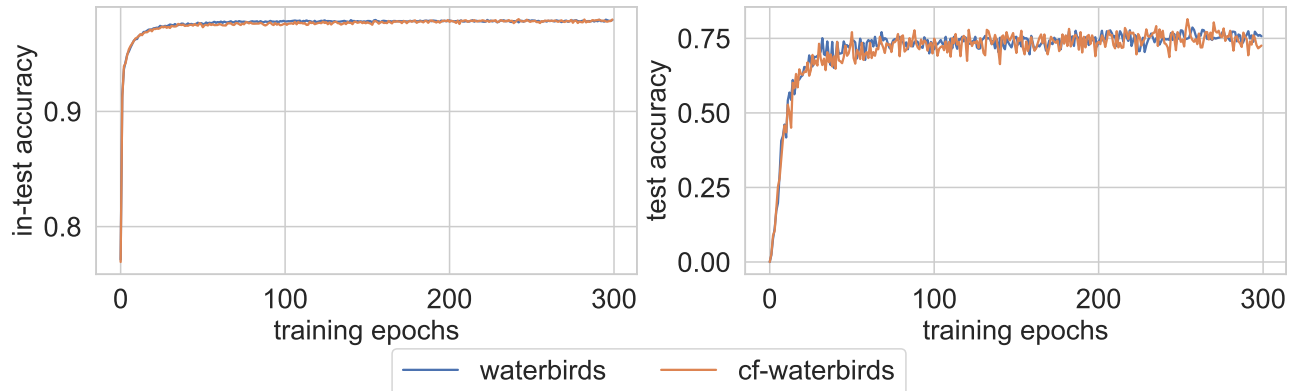 in-test accuracy
0.9
0.8
0 100 200 300
training epochs
test accuracy
0.75
0.50
0.25
0.00
0 100 200 300
training epochs
waterbirds cf-waterbirds